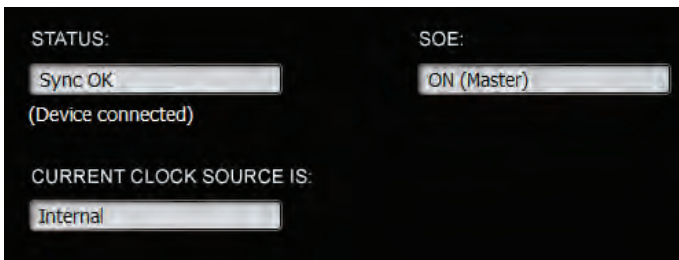 STATUS:
SOE:
Sync OK
ON (Master)
(Device connected)
CURRENT CLOCK SOURCE IS:
Internal